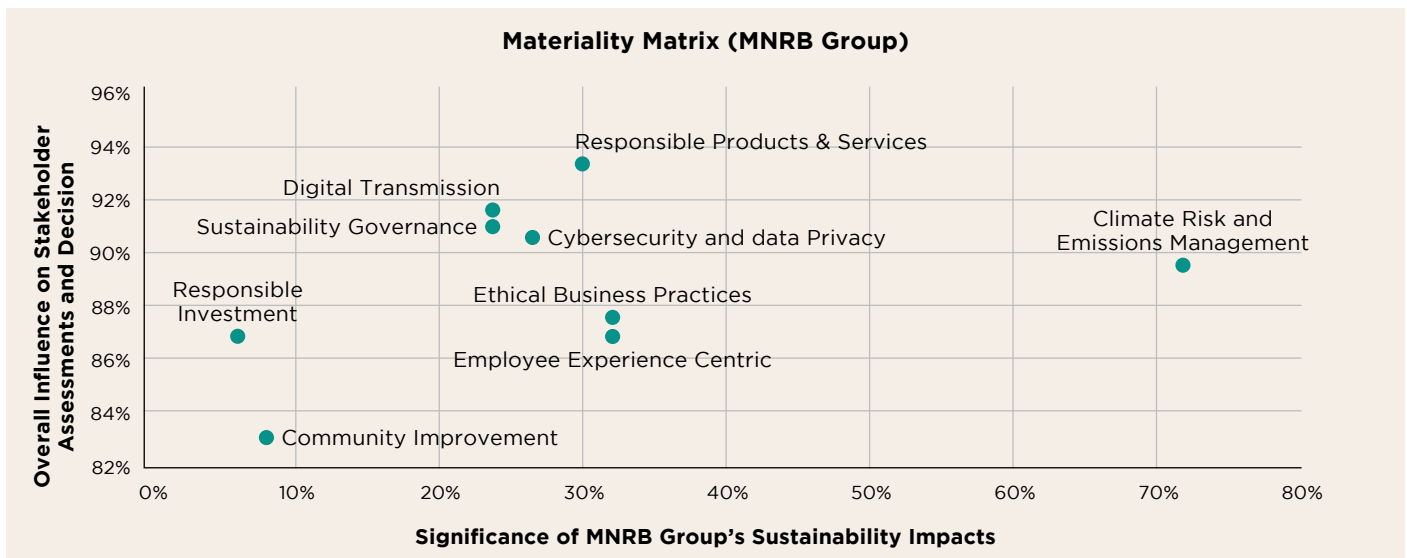 Materiality Matrix (MNRB Group)
Overall Influence on Stakeholder
Assessments and Decision
96%
94%
92%
90%
88%
86%
84%
82%
Responsible Products & Services
Digital Transmission
Sustainability Governance
Cybersecurity and data Privacy
Climate Risk and
Emissions Management
Responsible
Investment
Ethical Business Practices
Employee Experience Centric
Community Improvement
0%
10%
20%
30%
40%
50%
60%
70%
80%
Significance of MNRB Group's Sustainability Impacts